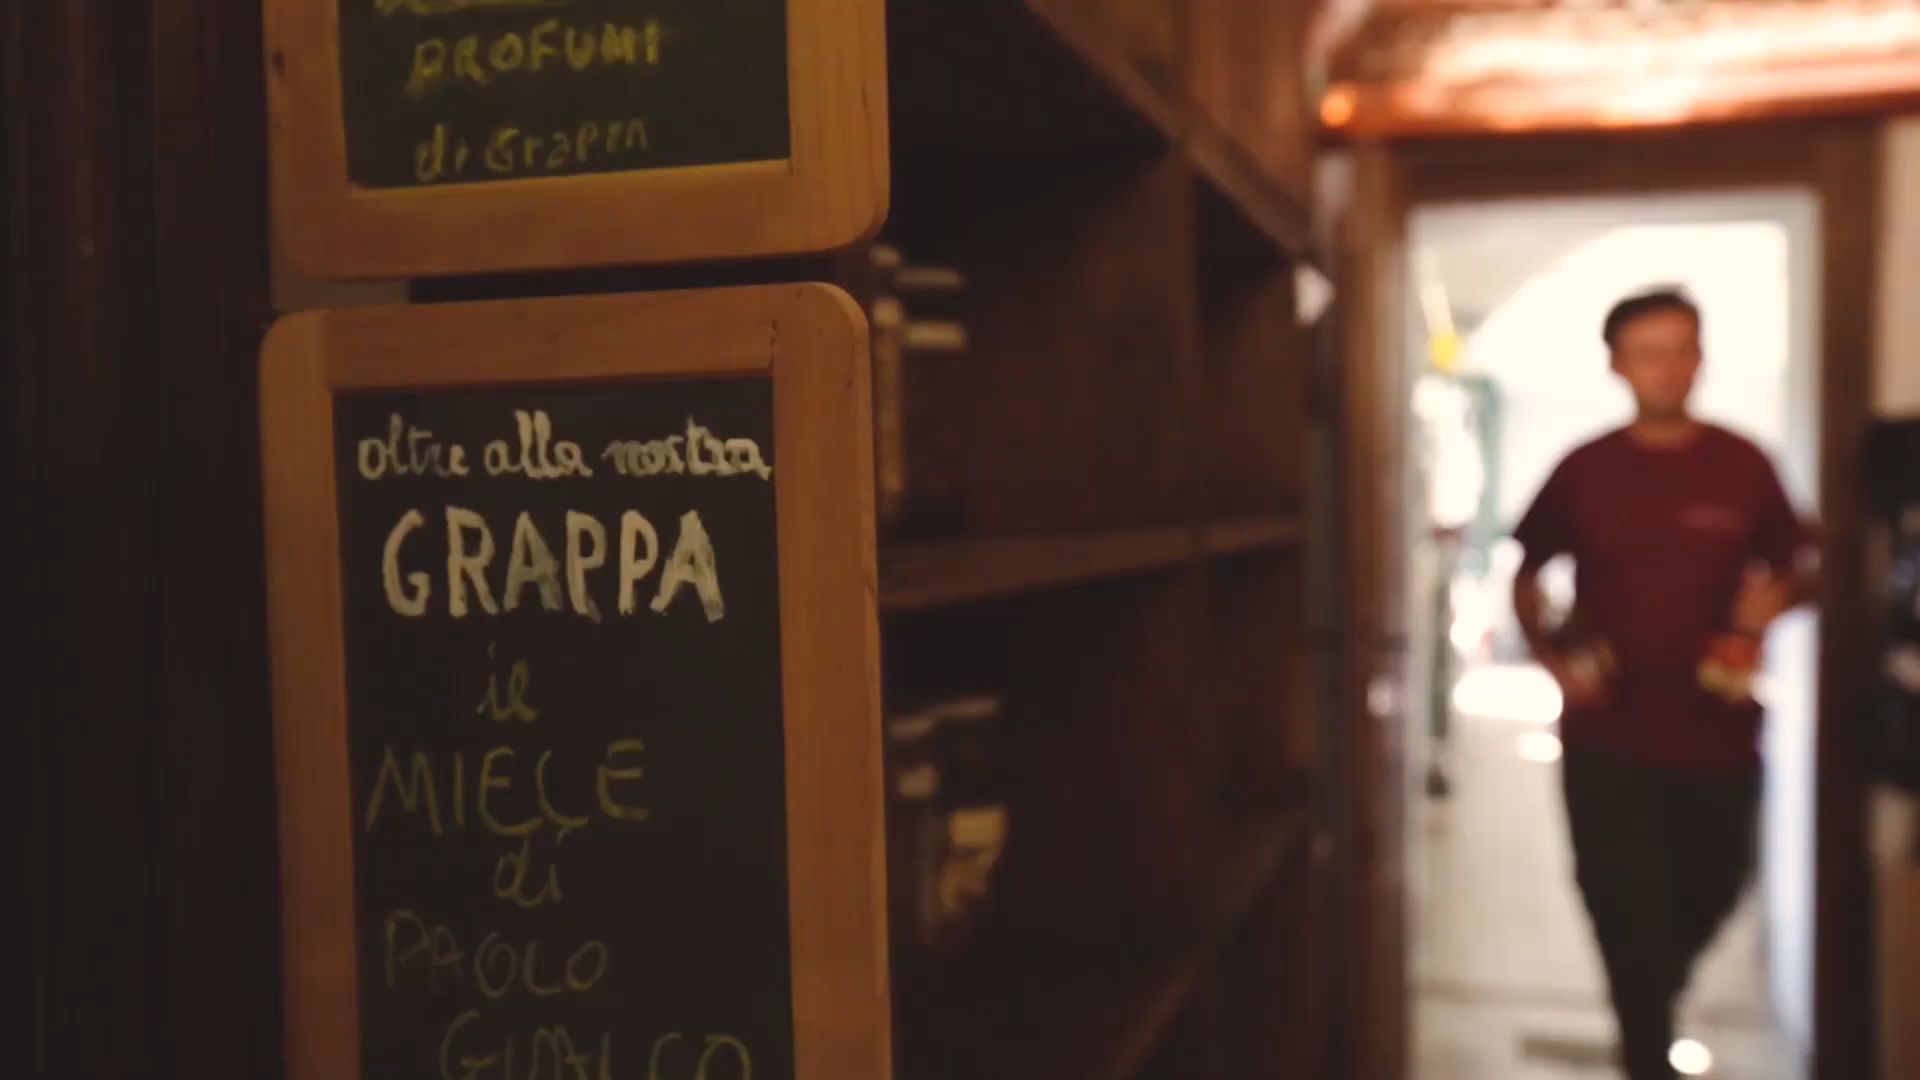 PROFUMI
di Grappa
oltre alla nostra
GRAPPA
il
MIELE
di
PAOLO